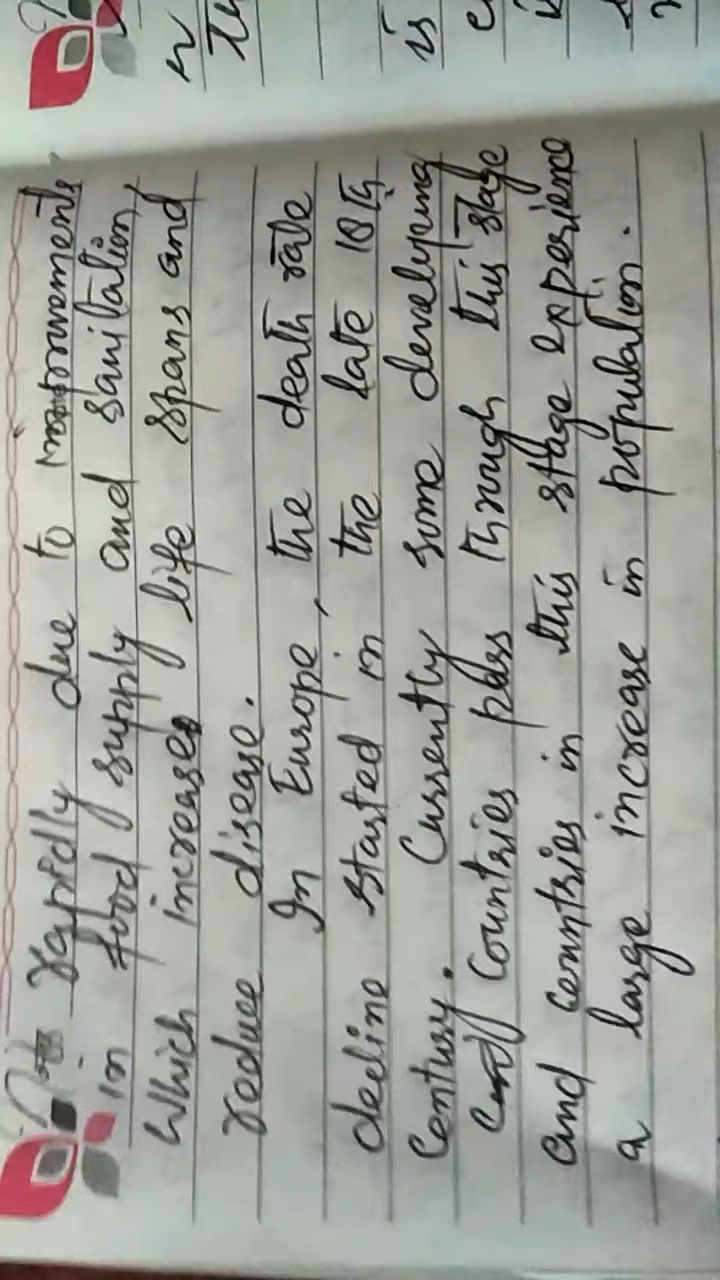 rapidly due to improvements
in food supply and sanitation,
Which increases life spans and
reduce disease.
In Europe, the death rate
decline started in the late 18th
Century. Currently some developing
Countries pass through this stage
and countries in this stage experience
a large increase in population.
is